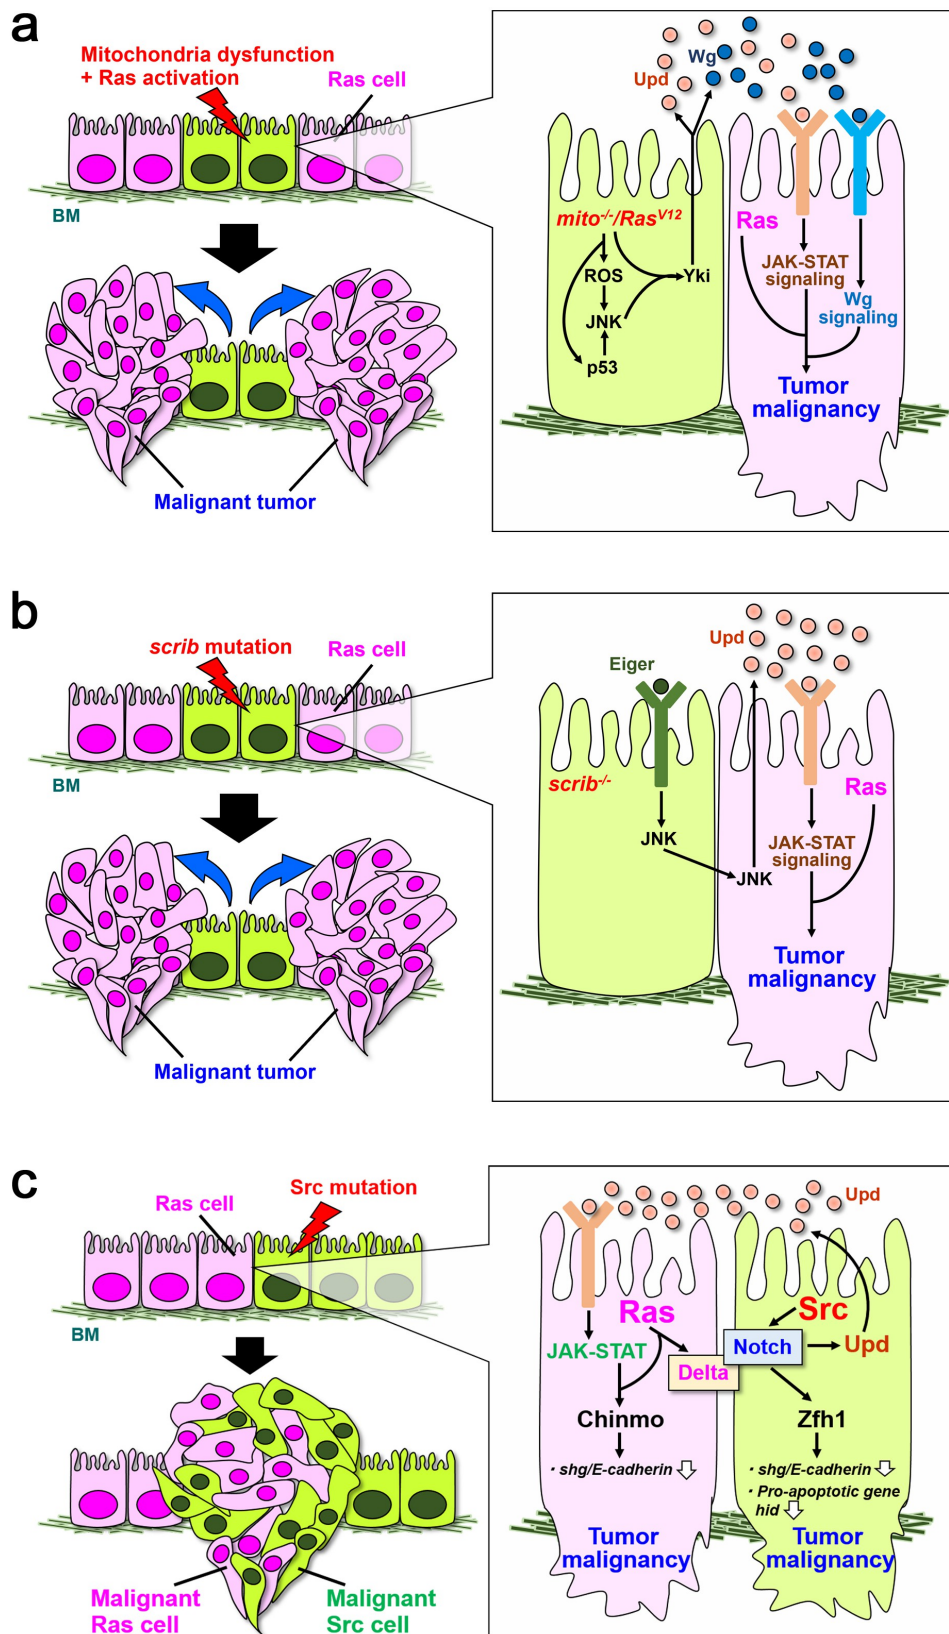 a
Mitochondria dysfunction
+ Ras activation
Ras cell
BM
Malignant tumor
Wg
Upd
mito-/-/RasV12
ROS
Yki
JNK
p53
Ras
JAK-STAT
signaling
Wg
signaling
Tumor
malignancy
b
scrib mutation
Ras cell
BM
Malignant tumor
Upd
Eiger
scrib-/-
JNK
JNK
Ras
JAK-STAT
signaling
Tumor
malignancy
c
Src mutation
Ras cell
BM
Malignant
Ras cell
Malignant
Src cell
Upd
Ras
Src
JAK-STAT
Delta
Notch
Upd
Chinmo
Zfh1
· shg/E-cadherin
· shg/E-cadherin
· Pro-apoptotic gene
hid
Tumor
malignancy
Tumor
malignancy